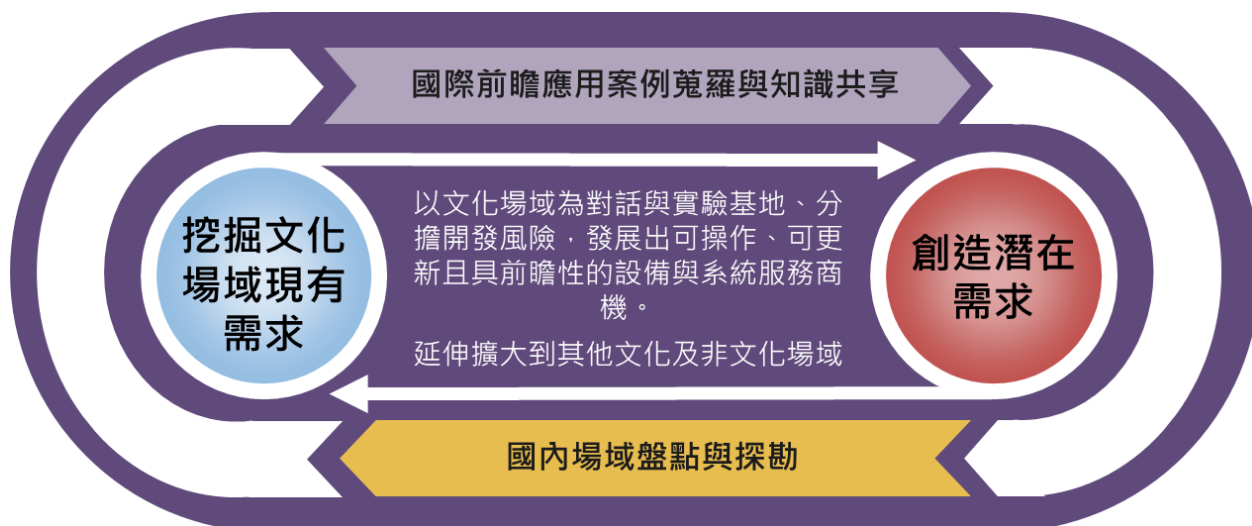 國際前瞻應用案例蒐羅與知識共享
挖掘文化
場域現有
需求
以文化場域為對話與實驗基地、分
擔開發風險，發展出可操作、可更
新且具前瞻性的設備與系統服務商
機。
延伸擴大到其他文化及非文化場域
創造潛在
需求
國內場域盤點與探勘